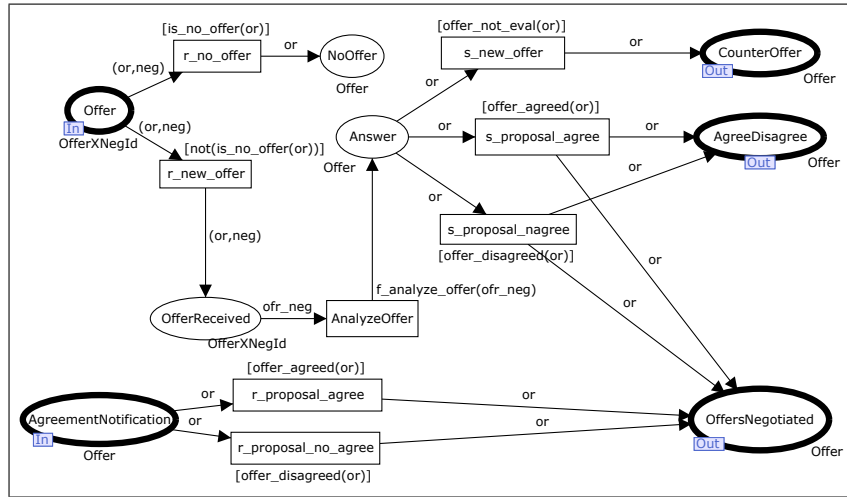 [is_no_offer(or)]
r_no_offer
(or,neg)
or
NoOffer
Offer
Offer
In
OfferXNegId
(or,neg)
[not(is_no_offer(or))]
r_new_offer
(or,neg)
OfferReceived
OfferXNegId
ofr_neg
AnalyzeOffer
f_analyze_offer(ofr_neg)
Answer
Offer
or
[offer_not_eval(or)]
s_new_offer
or
CounterOffer
Out
Offer
or
[offer_agreed(or)]
s_proposal_agree
or
AgreeDisagree
Out
Offer
or
s_proposal_nagree
[offer_disagreed(or)]
or
or
or
AgreementNotification
In
Offer
or
[offer_agreed(or)]
r_proposal_agree
or
or
r_proposal_no_agree
[offer_disagreed(or)]
or
OffersNegotiated
Out
Offer